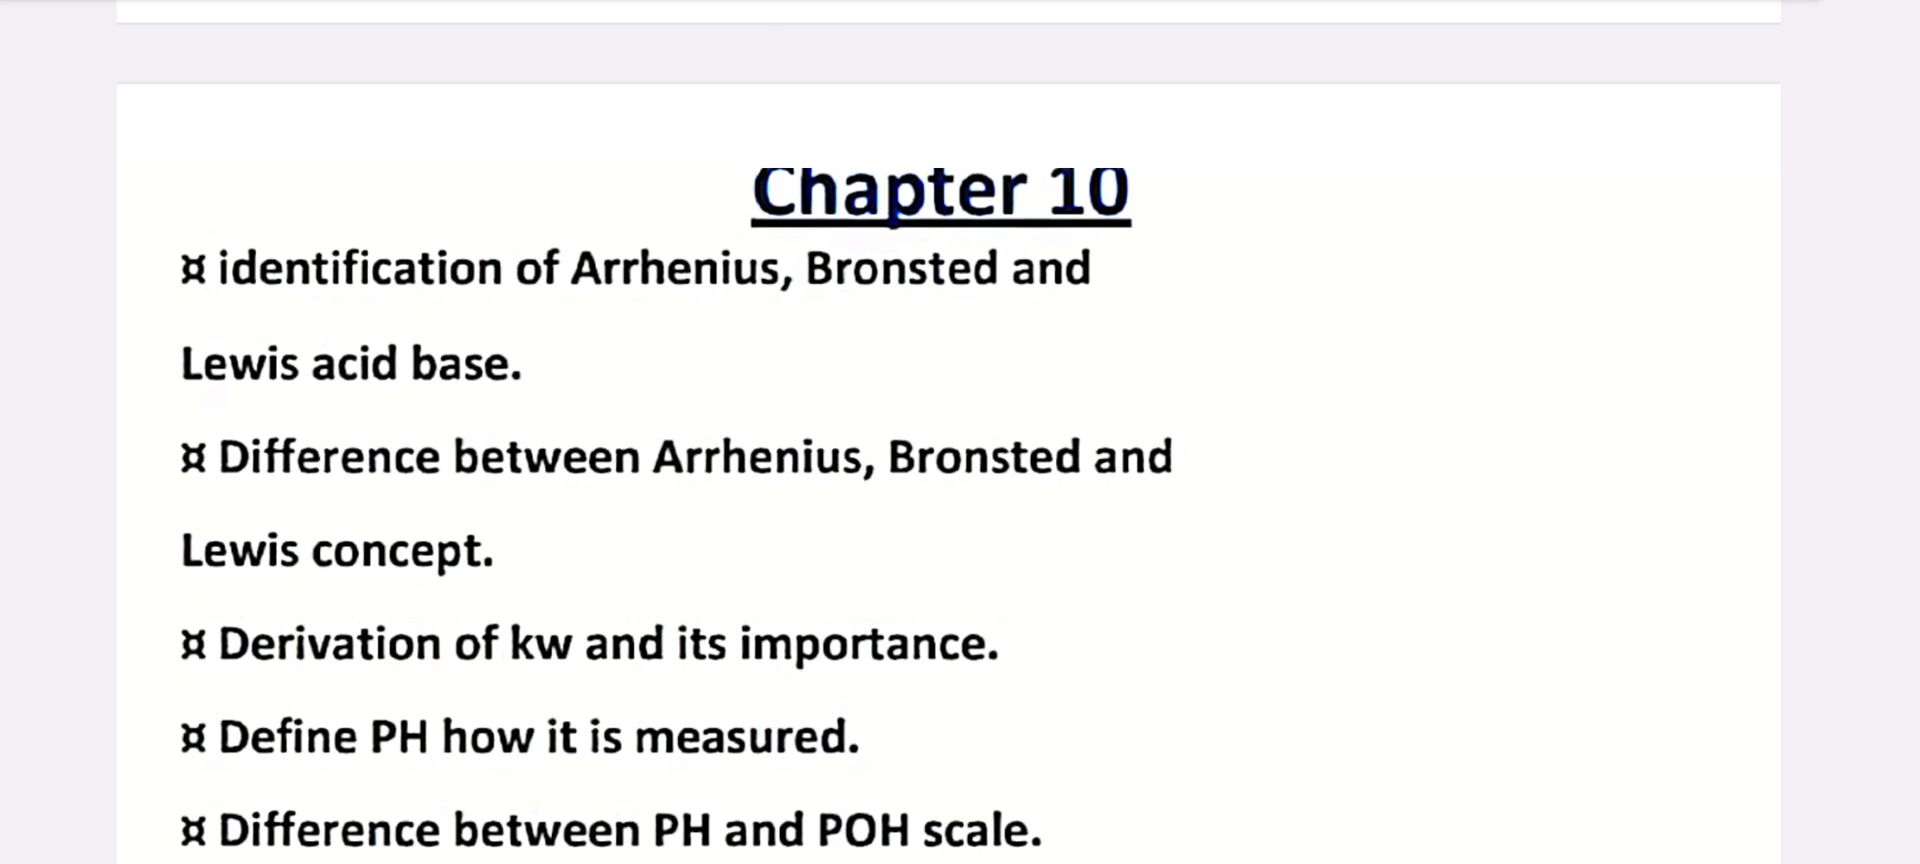 Chapter 10
¤ identification of Arrhenius, Bronsted and
Lewis acid base.
¤ Difference between Arrhenius, Bronsted and
Lewis concept.
¤ Derivation of kw and its importance.
¤ Define PH how it is measured.
¤ Difference between PH and POH scale.